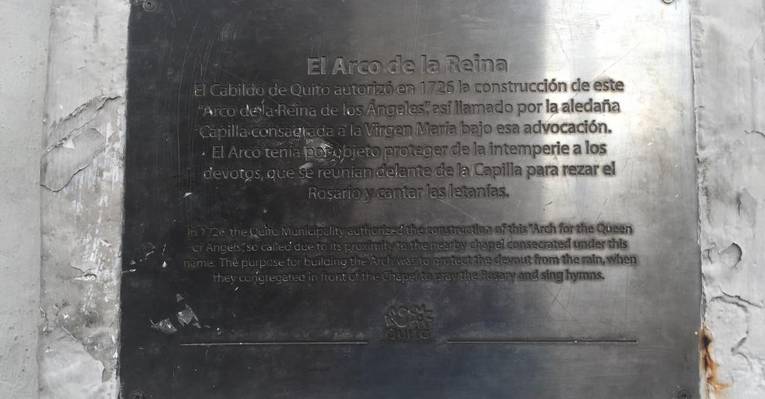 El Arco de la Reina
El Cabildo de Quito autorizó en 1726 la construcción de este
"Arco de la Reina de los Ángeles", así llamado por la aledaña
Capilla consagrada a la Virgen María bajo esa advocación.
El Arco tenía por objeto proteger de la intemperie a los
devotos, que se reunían delante de la Capilla para rezar el
Rosario y cantar las letanías.
In 1726, the Quito Municipality authorized the construction of this "Arch for the Queen
of Angels," so called due to its proximity to the nearby chapel consecrated under this
name. The purpose for building the Arch was to protect the devout from the rain, when
they congregated in front of the Chapel to pray the Rosary and sing hymns.